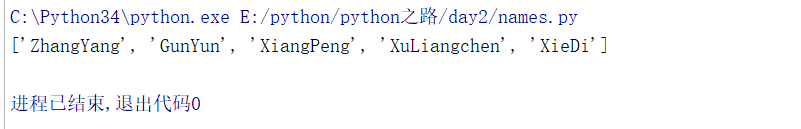 C:\Python34\python.exe E:/python/python之路/day2/names.py
['ZhangYang', 'GunYun', 'XiangPeng', 'XuLiangchen', 'XieDi']
进程已结束,退出代码0